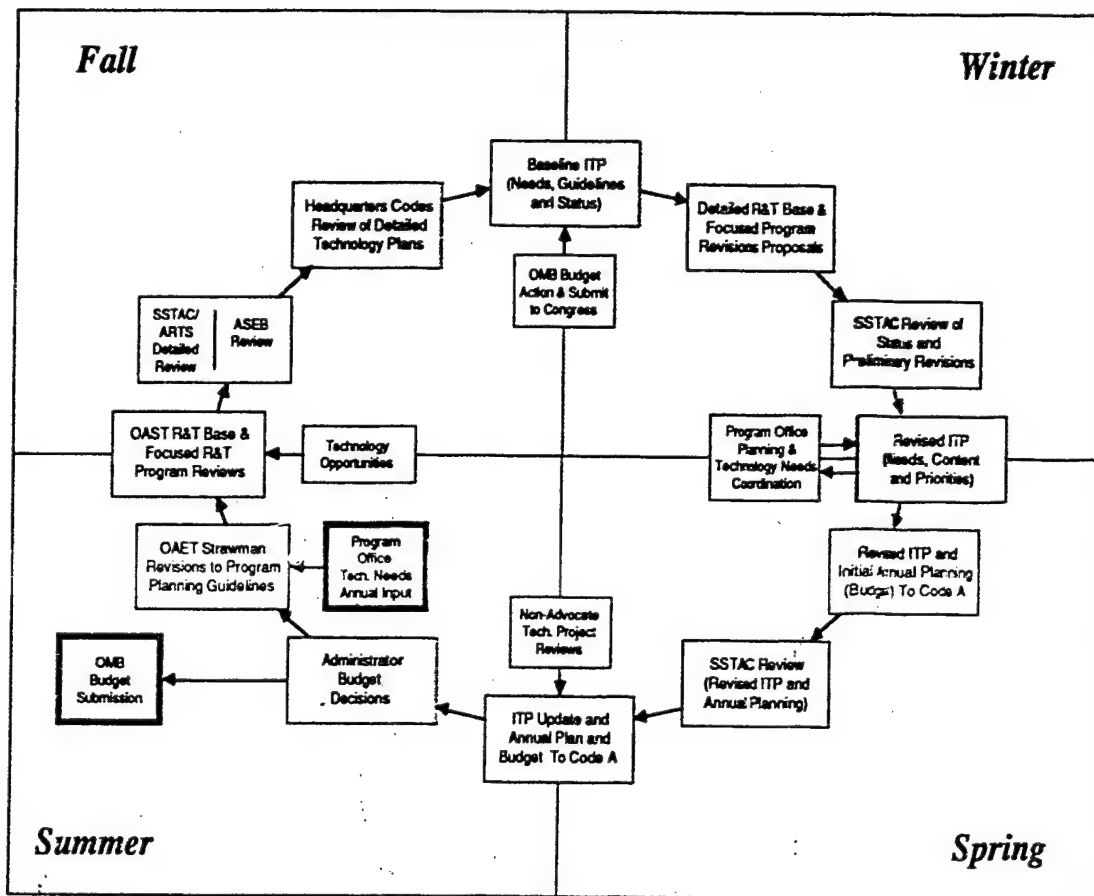 Fall
Winter
Baseline ITP
(Needs, Guidelines
and Status)
Headquarters Codes
Review of Detailed
Technology Plans
Detailed R&T Base &
Focused Program
Revisions Proposals
OMB Budget
Action & Submit
to Congress
SSTAC/
ARTS
Detailed
Review
ASEB
Review
SSTAC Review of
Status and
Preliminary Revisions
OAST R&T Base &
Focused R&T
Program Reviews
Technology
Opportunities
Program Office
Planning &
Technology Needs
Coordination
Revised ITP
(Needs, Content
and Priorities)
OAET Strawman
Revisions to Program
Planning Guidelines
Program
Office
Tech. Needs
Annual Input
Revised ITP and
Initial Annual Planning
(Budget) To Code A
Non-Advocate
Tech. Project
Reviews
OMB
Budget
Submission
Administrator
Budget
Decisions
SSTAC Review
(Revised ITP and
Annual Planning)
ITP Update and
Annual Plan and
Budget To Code A
Summer
Spring